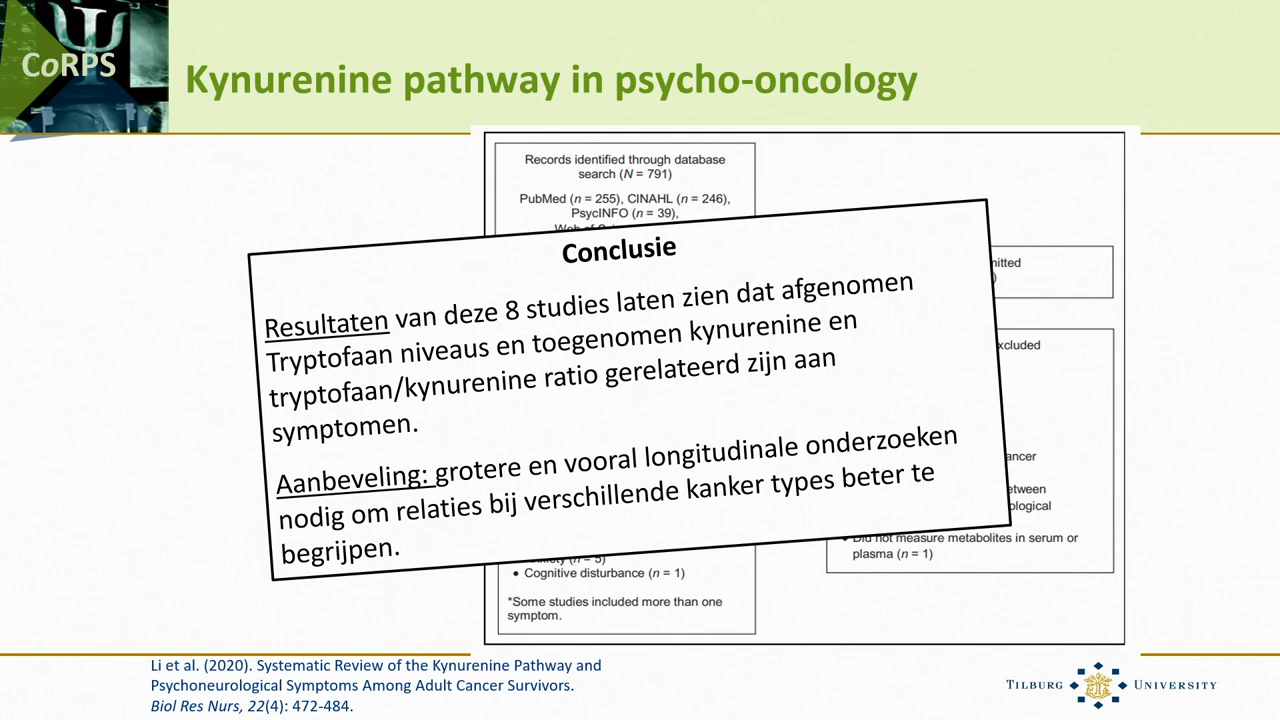 CoRPS
Kynurenine pathway in psycho-oncology
Records identified through database
search (N = 791)
PubMed (n = 255), CINAHL (n = 246),
PsycINFO (n = 39),
Conclusie
Resultaten van deze 8 studies laten zien dat afgenomen
Tryptofaan niveaus en toegenomen kynurenine en
tryptofaan/kynurenine ratio gerelateerd zijn aan
symptomen.
Aanbeveling: grotere en vooral longitudinale onderzoeken
nodig om relaties bij verschillende kanker types beter te
begrijpen.
• Did not measure metabolites in serum or
plasma (n = 1)
• Cognitive disturbance (n = 1)
*Some studies included more than one
symptom.
Li et al. (2020). Systematic Review of the Kynurenine Pathway and
Psychoneurological Symptoms Among Adult Cancer Survivors.
Biol Res Nurs, 22(4): 472-484.
TILBURG UNIVERSITY